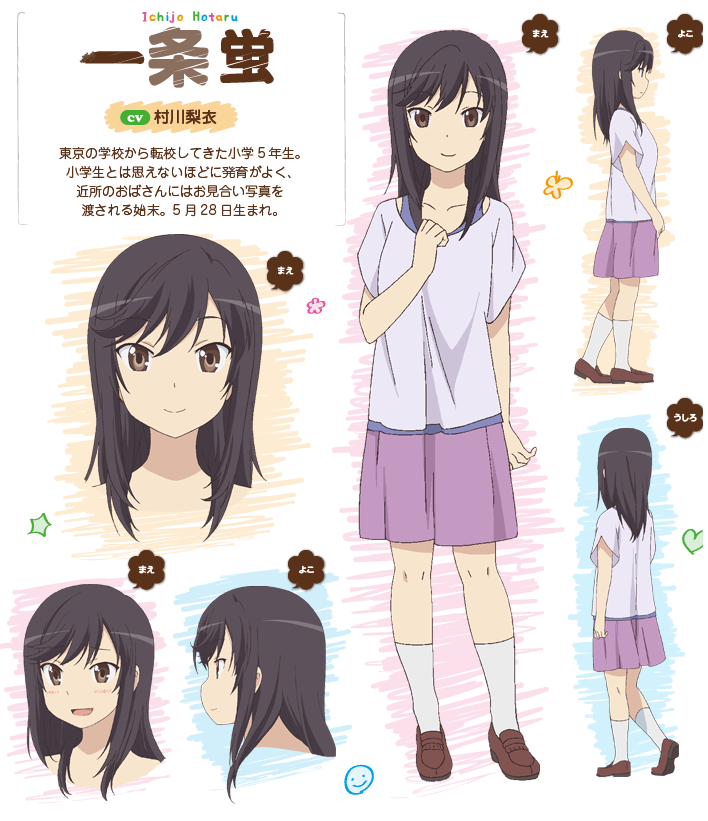 Ichijo Hotaru
一条蛍
cv 村川梨衣
東京の学校から転校してきた小学5年生。
小学生とは思えないほどに発育がよく、
近所のおばさんにはお見合い写真を
渡される始末。5月28日生まれ。
まえ
よこ
まえ
うしろ
まえ
よこ